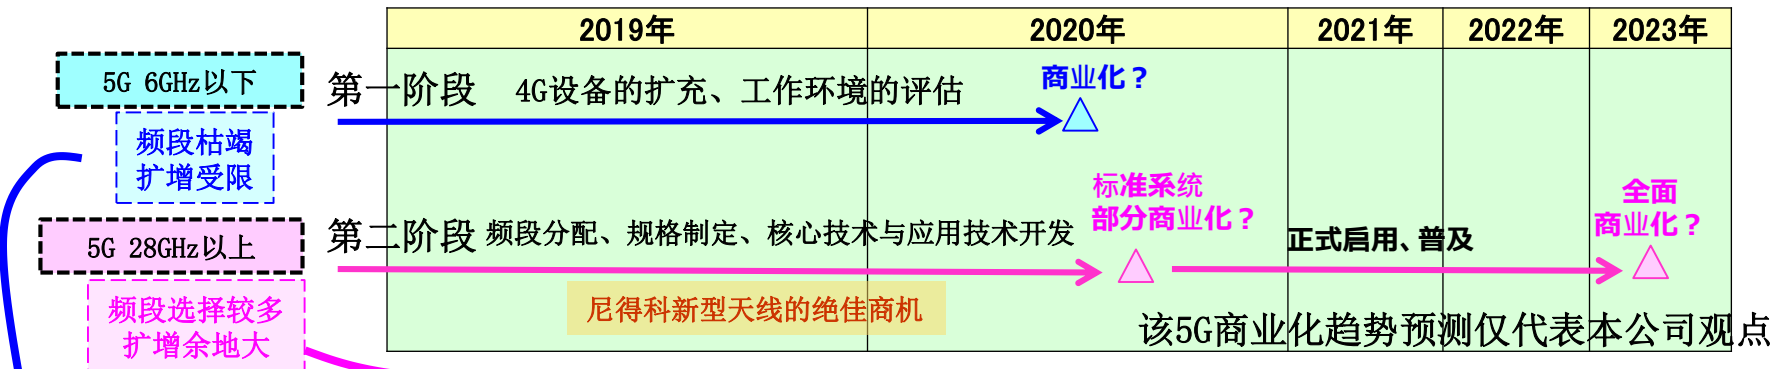 2019年 2020年 2021年 2022年 2023年
5G 6GHz以下
第一阶段 4G设备的扩充、工作环境的评估
商业化？
频段枯竭
扩增受限
标准系统
部分商业化？
全面
商业化？
5G 28GHz以上
第二阶段 频段分配、规格制定、核心技术与应用技术开发
正式启用、普及
频段选择较多
扩增余地大
尼得科新型天线的绝佳商机
该5G商业化趋势预测仅代表本公司观点